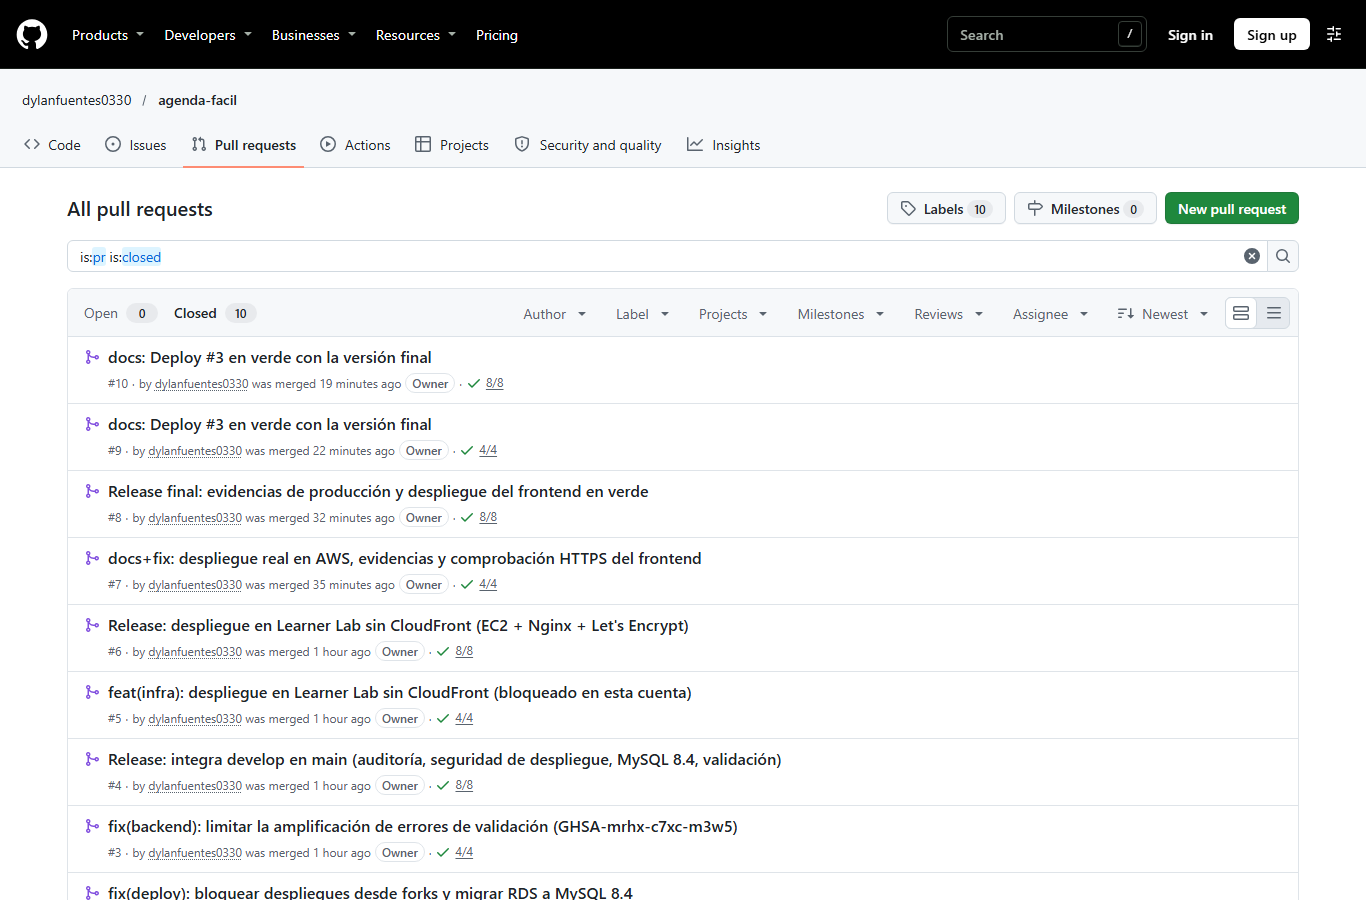 Products Developers Businesses Resources Pricing Search / Sign in Sign up
dylanfuentes0330 / agenda-facil
Code Issues Pull requests Actions Projects Security and quality Insights
All pull requests Labels 10 Milestones 0 New pull request
is:pr is:closed
Open 0 Closed 10 Author Label Projects Milestones Reviews Assignee Newest
docs: Deploy #3 en verde con la versión final
#10 · by dylanfuentes0330 was merged 19 minutes ago Owner · 8/8
docs: Deploy #3 en verde con la versión final
#9 · by dylanfuentes0330 was merged 22 minutes ago Owner · 4/4
Release final: evidencias de producción y despliegue del frontend en verde
#8 · by dylanfuentes0330 was merged 32 minutes ago Owner · 8/8
docs+fix: despliegue real en AWS, evidencias y comprobación HTTPS del frontend
#7 · by dylanfuentes0330 was merged 35 minutes ago Owner · 4/4
Release: despliegue en Learner Lab sin CloudFront (EC2 + Nginx + Let's Encrypt)
#6 · by dylanfuentes0330 was merged 1 hour ago Owner · 8/8
feat(infra): despliegue en Learner Lab sin CloudFront (bloqueado en esta cuenta)
#5 · by dylanfuentes0330 was merged 1 hour ago Owner · 4/4
Release: integra develop en main (auditoría, seguridad de despliegue, MySQL 8.4, validación)
#4 · by dylanfuentes0330 was merged 1 hour ago Owner · 8/8
fix(backend): limitar la amplificación de errores de validación (GHSA-mrhx-c7xc-m3w5)
#3 · by dylanfuentes0330 was merged 1 hour ago Owner · 4/4
fix(deploy): bloquear despliegues desde forks y migrar RDS a MySQL 8.4